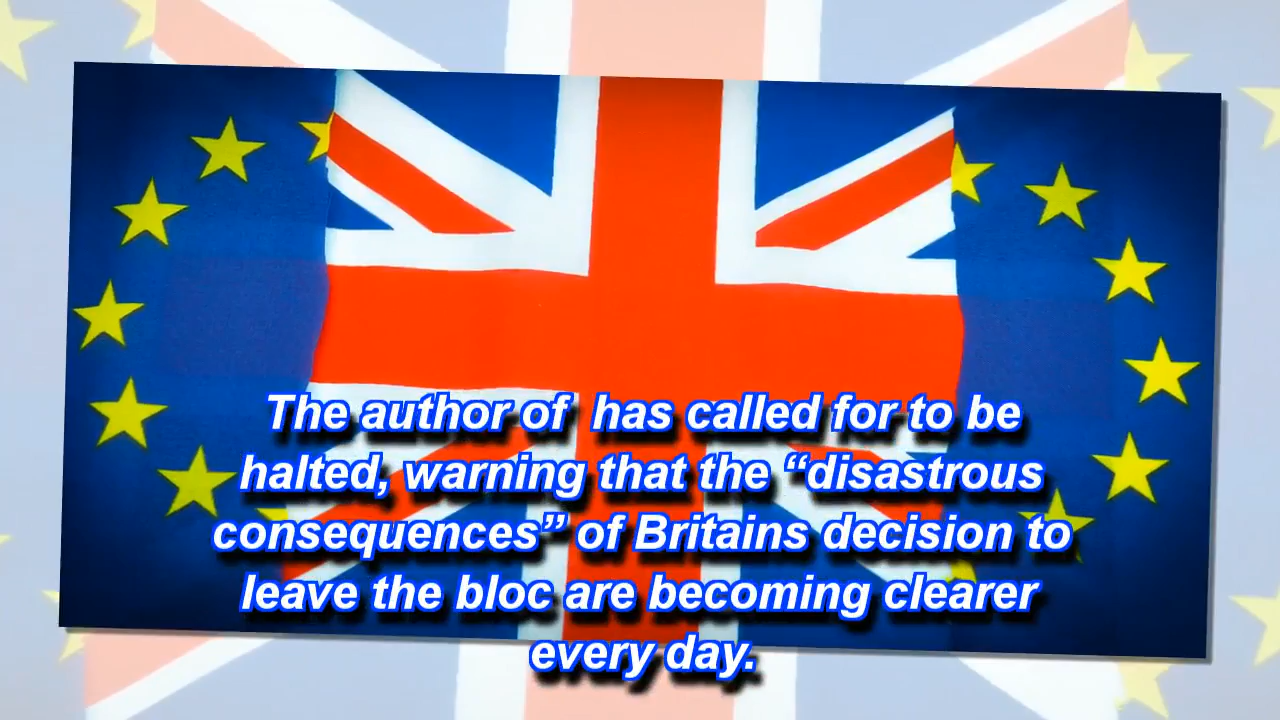 The author of  has called for to be
halted, warning that the “disastrous
consequences” of Britains decision to
leave the bloc are becoming clearer
every day.